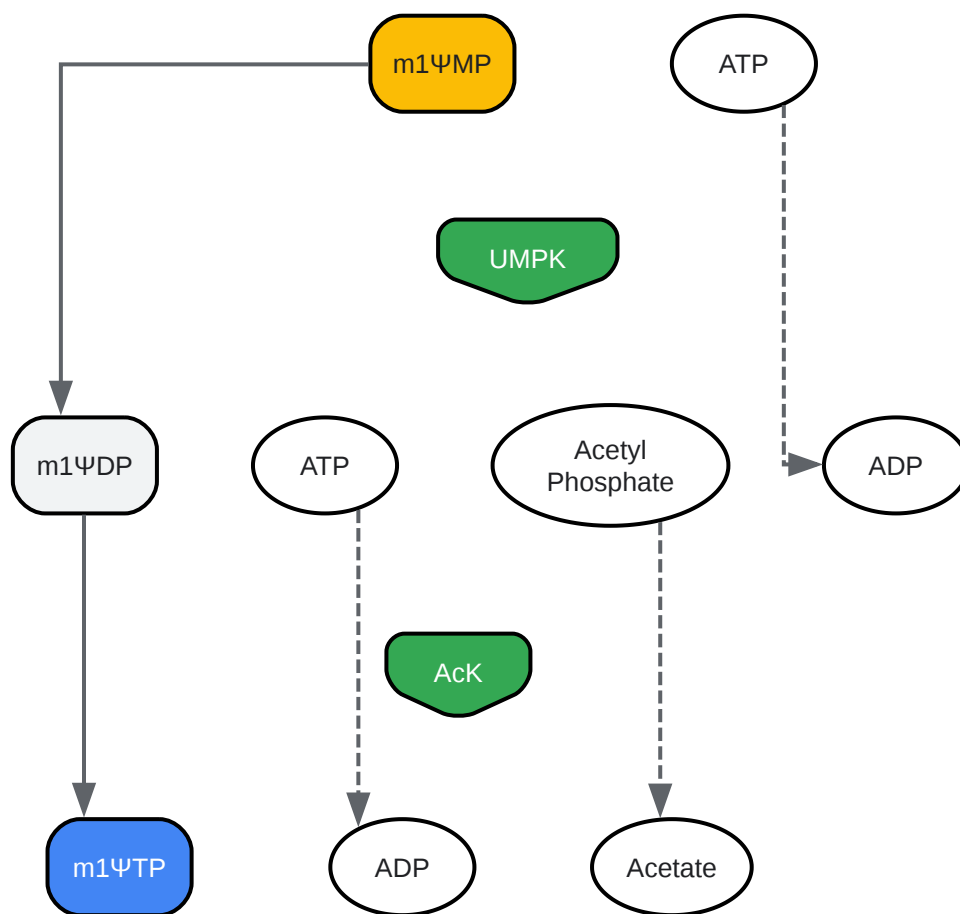 m1ΨMP
ATP
UMPK
m1ΨDP
ATP
Acetyl
Phosphate
ADP
AcK
m1ΨTP
ADP
Acetate